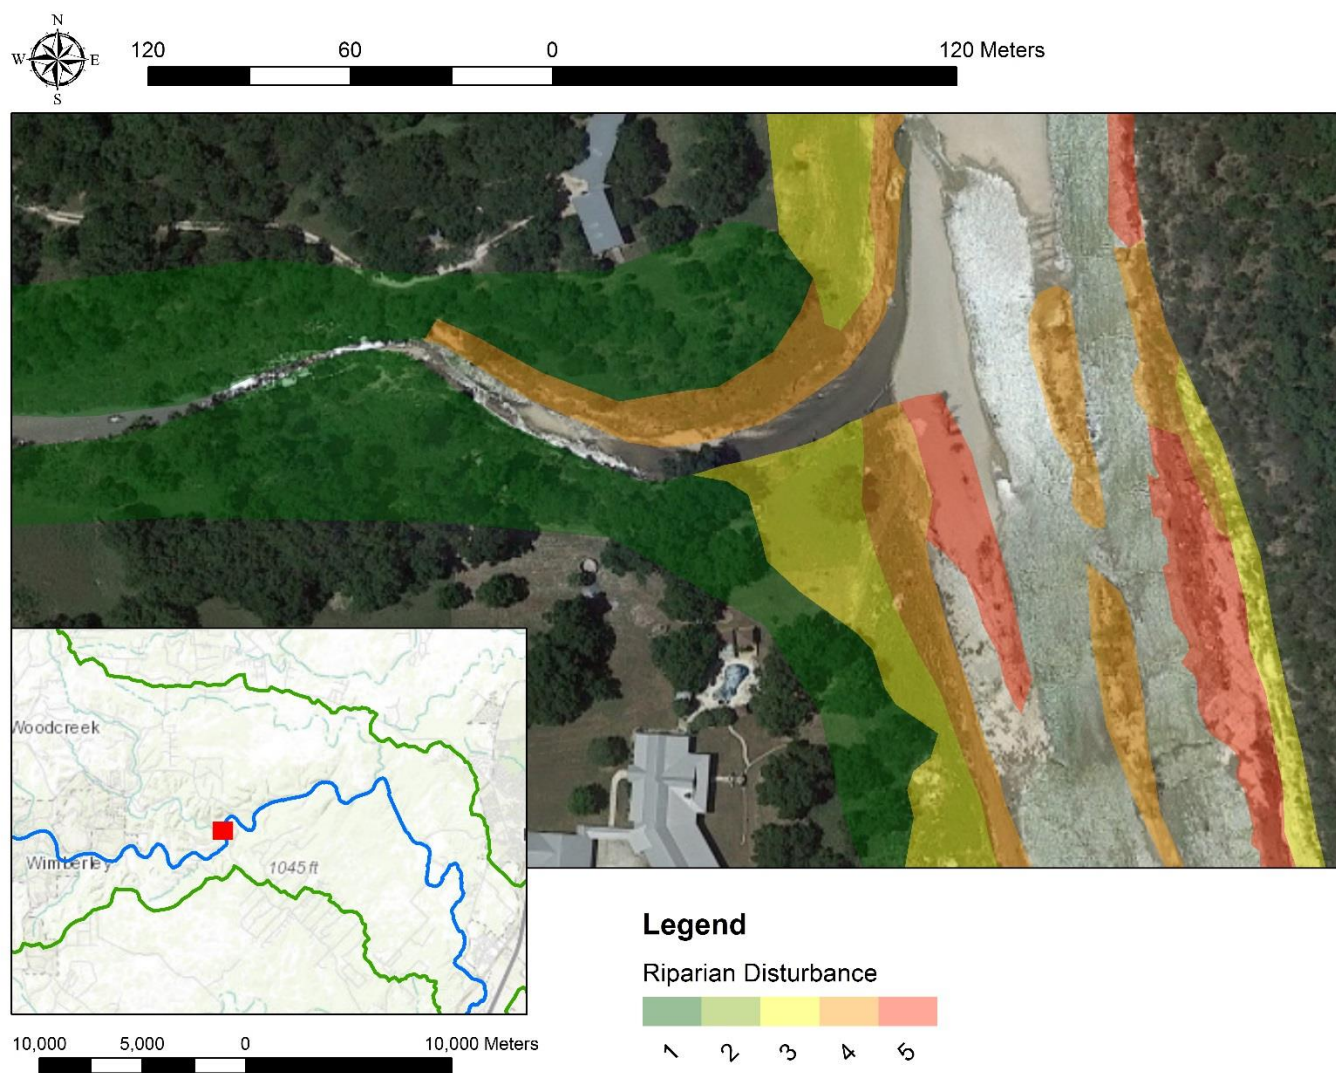 N
W E
S
120 60 0 120 Meters
Woodcreek
Wimberley
1045 ft
10,000 5,000 0 10,000 Meters
Legend
Riparian Disturbance
1 2 3 4 5